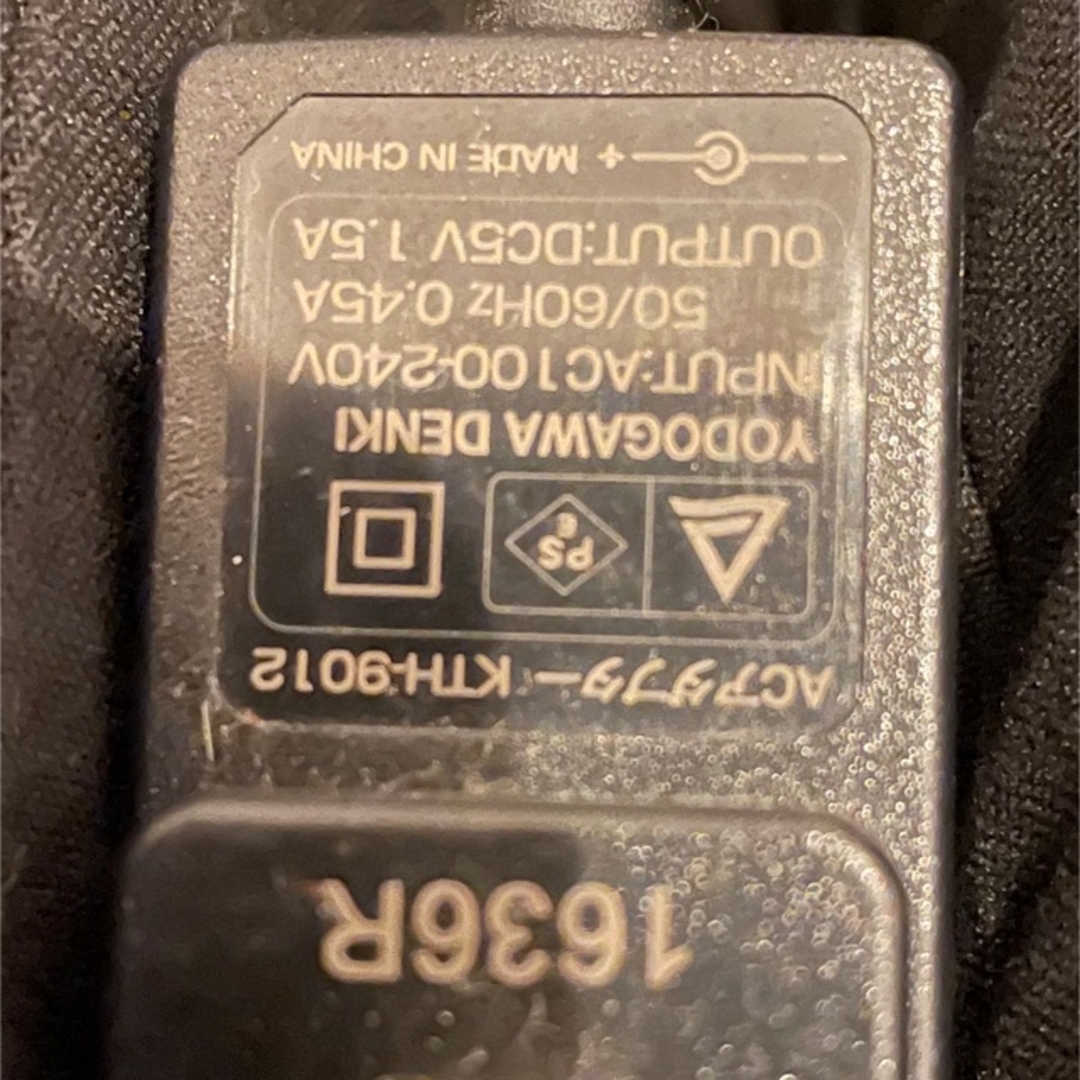 1636R
ACアダプター KTH-9012
PS
E
YODOGAWA DENKI
INPUT:AC100-240V
50/60Hz 0.45A
OUTPUT:DC5V 1.5A
- + MADE IN CHINA